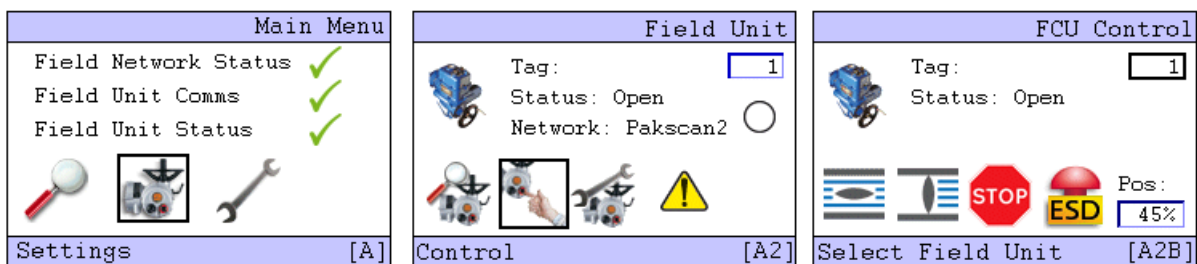 Main Menu
Field Network Status
Field Unit Comms
Field Unit Status
Settings [A]
Field Unit
Tag: 1
Status: Open
Network: Pakscan2
Control [A2]
FCU Control
Tag: 1
Status: Open
STOP
ESD
Pos:
45%
Select Field Unit [A2B]